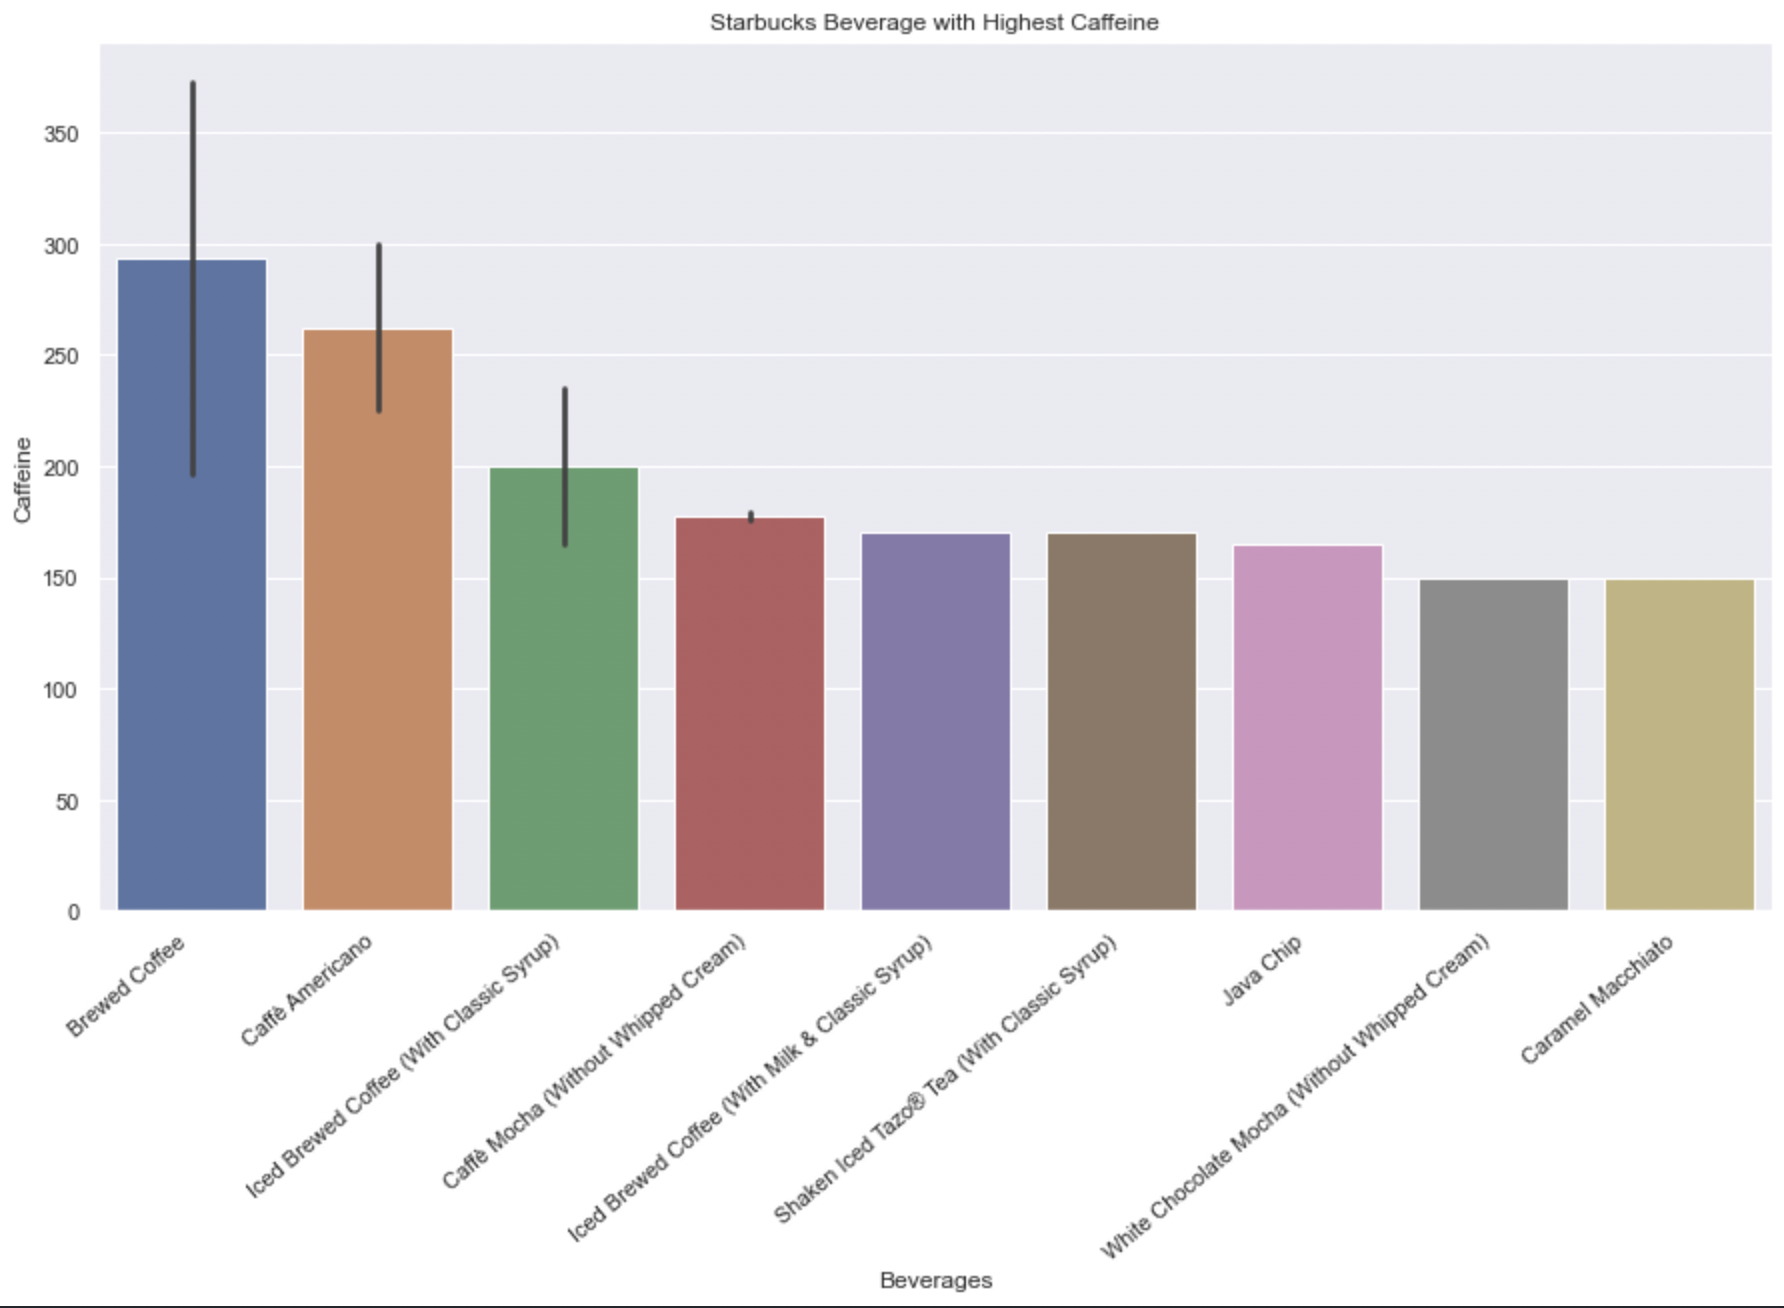 Starbucks Beverage with Highest Caffeine
350
300
250
200
150
100
50
0
Caffeine
Brewed Coffee
Caffè Americano
Iced Brewed Coffee (With Classic Syrup)
Caffè Mocha (Without Whipped Cream)
Iced Brewed Coffee (With Milk & Classic Syrup)
Shaken Iced Tazo® Tea (With Classic Syrup)
Java Chip
White Chocolate Mocha (Without Whipped Cream)
Caramel Macchiato
Beverages